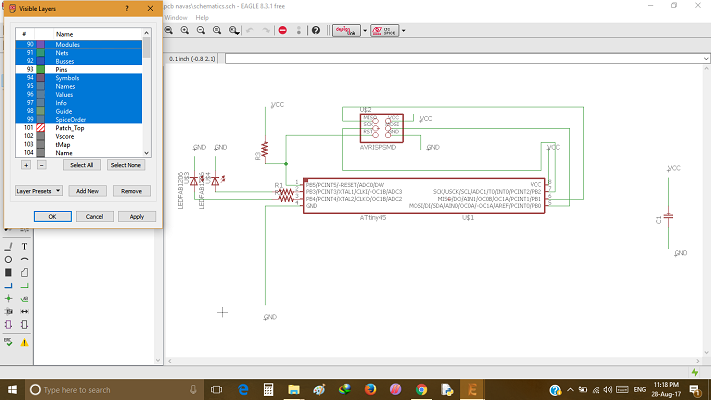 Visible Layers
pcb navas\schematics.sch - EAGLE 8.3.1 free
Window Help
# Name
90 Modules
91 Nets
92 Busses
93 Pins
94 Symbols
95 Names
96 Values
97 Info
98 Guide
99 SpiceOrder
101 Patch_Top
102 Vscore
103 tMap
104 Name
+ - Select All Select None
Layer Presets Add New Remove
OK Cancel Apply
design link
0.1 inch (-0.8 2.1)
VCC
U$2
MISO VCC
RST GND
VCC
AVRISPSMD
GND
R3
GND GND
VCC
VCC
LEDFAB1206
U$3
LEDFAB1206
U$4
R1
PB5/PCINT5/-RESET/ADC0/DW
PB3/PCINT3/XTAL1/CLKI/-OC1B/ADC3
PB4/PCINT4/XTAL2/CLKO/OC1B/ADC2
GND
VCC
SCK/USCK/SCL/ADC1/T0/INT0/PCINT2/PB2
MISO/DO/AIN1/OC0B/OC1A/PCINT1/PB1
MOSI/DI/SDA/AIN0/OC0A/-OC1A/AREF/PCINT0/PB0
ATtiny45
U$1
C1
GND
GND
Type here to search
ENG
11:18 PM
28-Aug-17